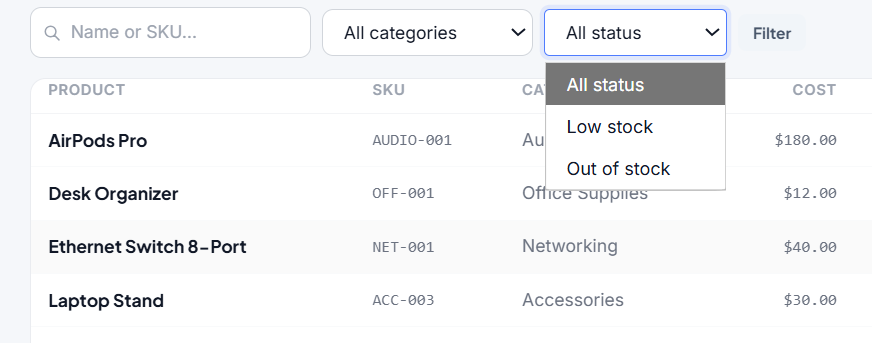 Name or SKU... All categories All status Filter
All status
Low stock
Out of stock
PRODUCT SKU COST
AirPods Pro AUDIO-001 $180.00
Desk Organizer OFF-001 Office Supplies $12.00
Ethernet Switch 8-Port NET-001 Networking $40.00
Laptop Stand ACC-003 Accessories $30.00